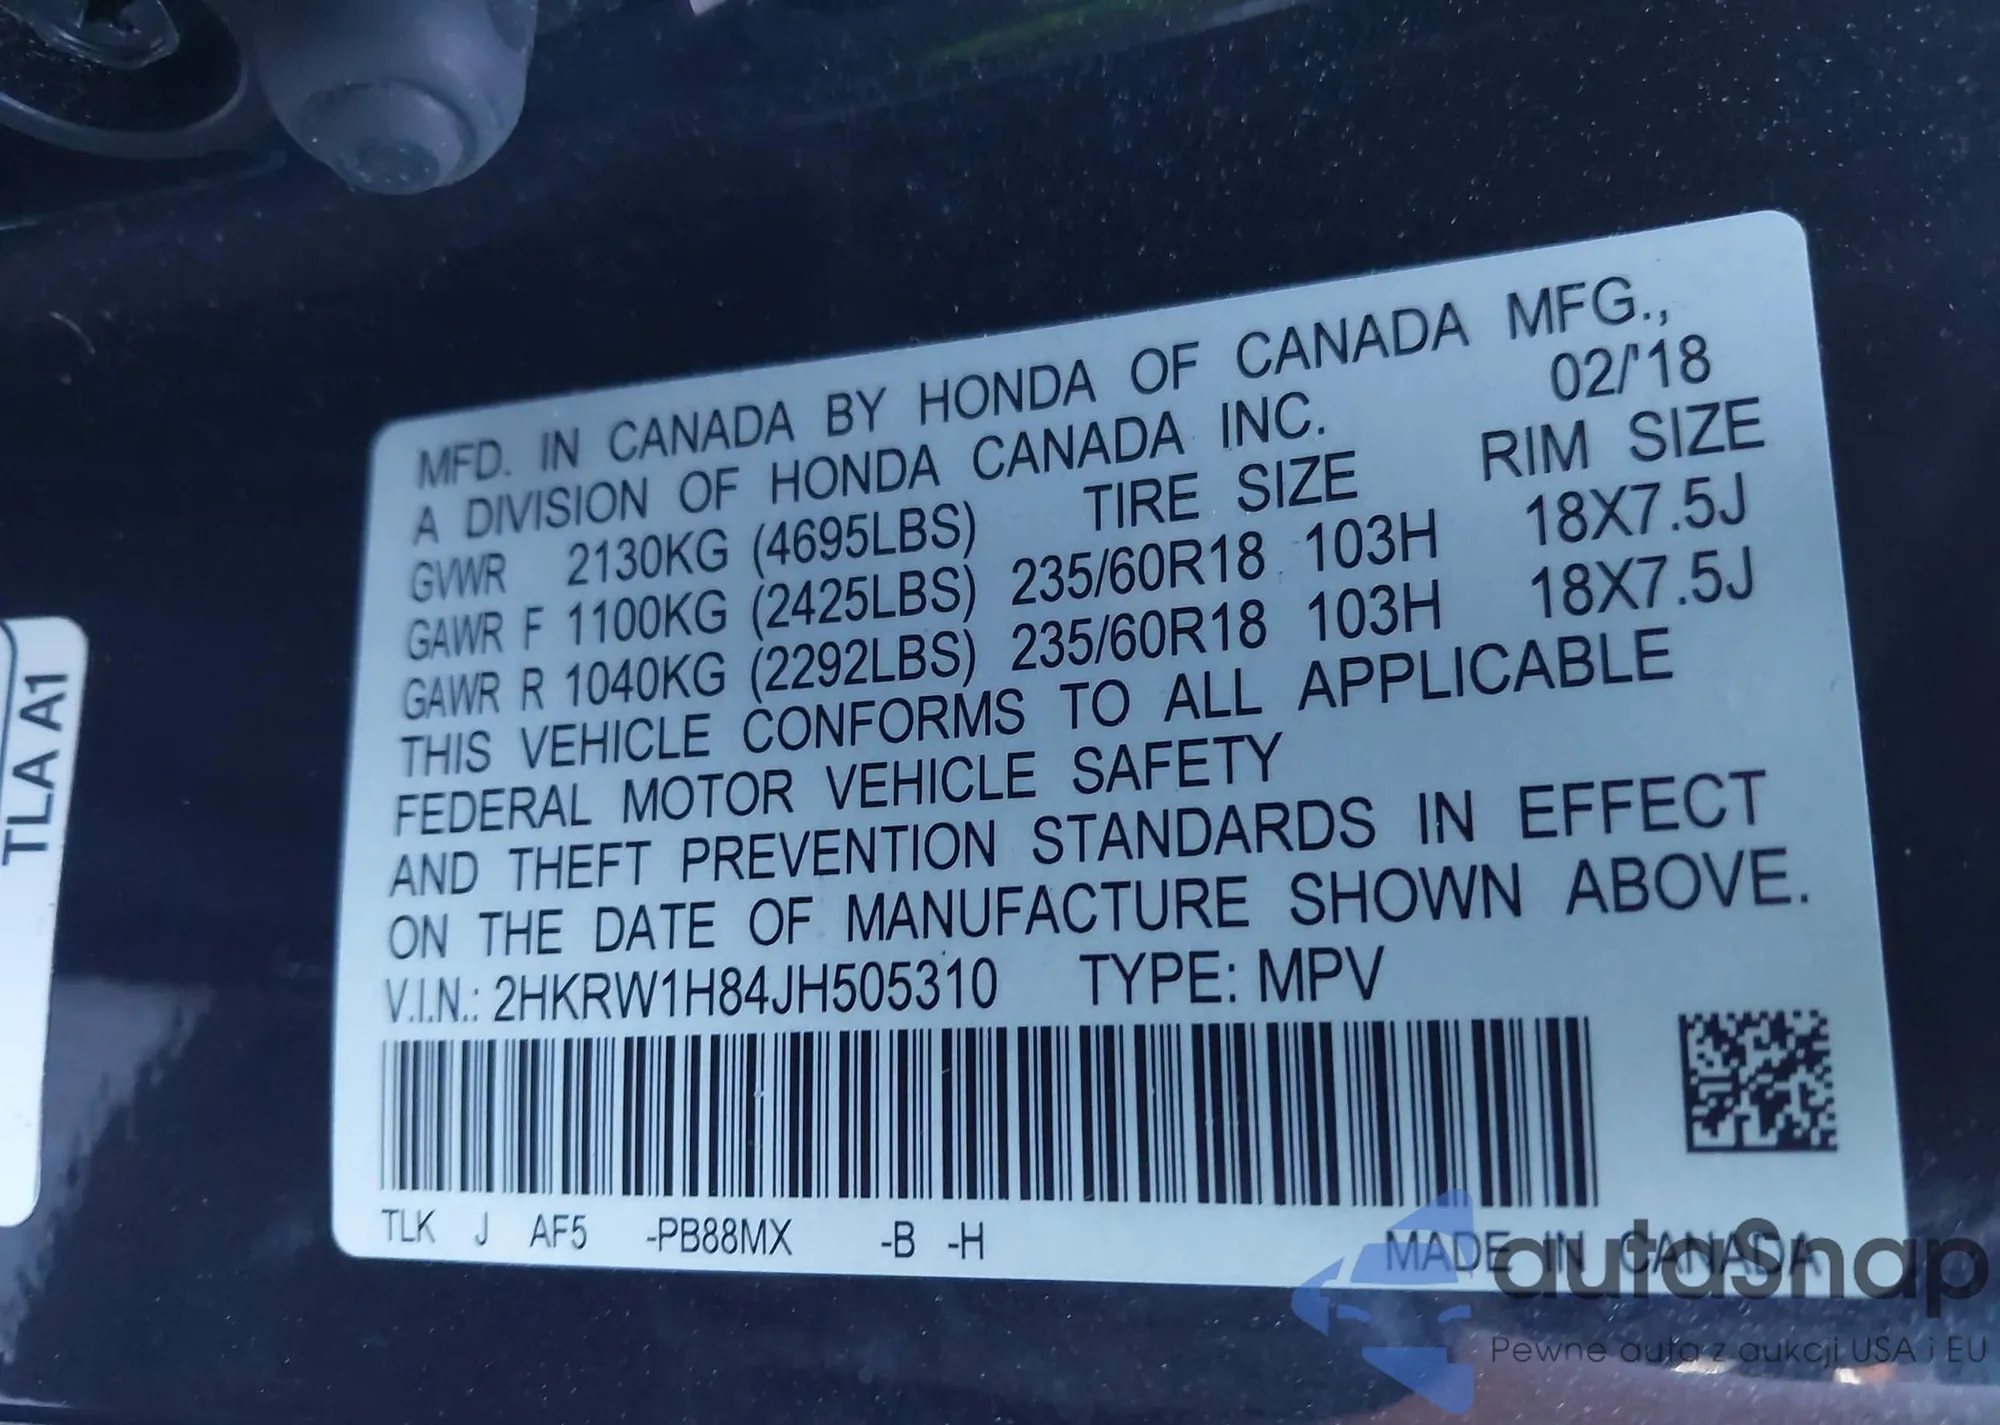 MFD. IN CANADA BY HONDA OF CANADA MFG.,
A DIVISION OF HONDA CANADA INC. 02/'18
GVWR 2130KG (4695LBS) TIRE SIZE RIM SIZE
GAWR F 1100KG (2425LBS) 235/60R18 103H 18X7.5J
GAWR R 1040KG (2292LBS) 235/60R18 103H 18X7.5J
THIS VEHICLE CONFORMS TO ALL APPLICABLE
FEDERAL MOTOR VEHICLE SAFETY
AND THEFT PREVENTION STANDARDS IN EFFECT
ON THE DATE OF MANUFACTURE SHOWN ABOVE.
V.I.N.: 2HKRW1H84JH505310 TYPE: MPV
TLK J AF5 -PB88MX -B -H MADE IN CANADA
TLA A1
autoSnap
Pewne auta z aukcji USA i EU